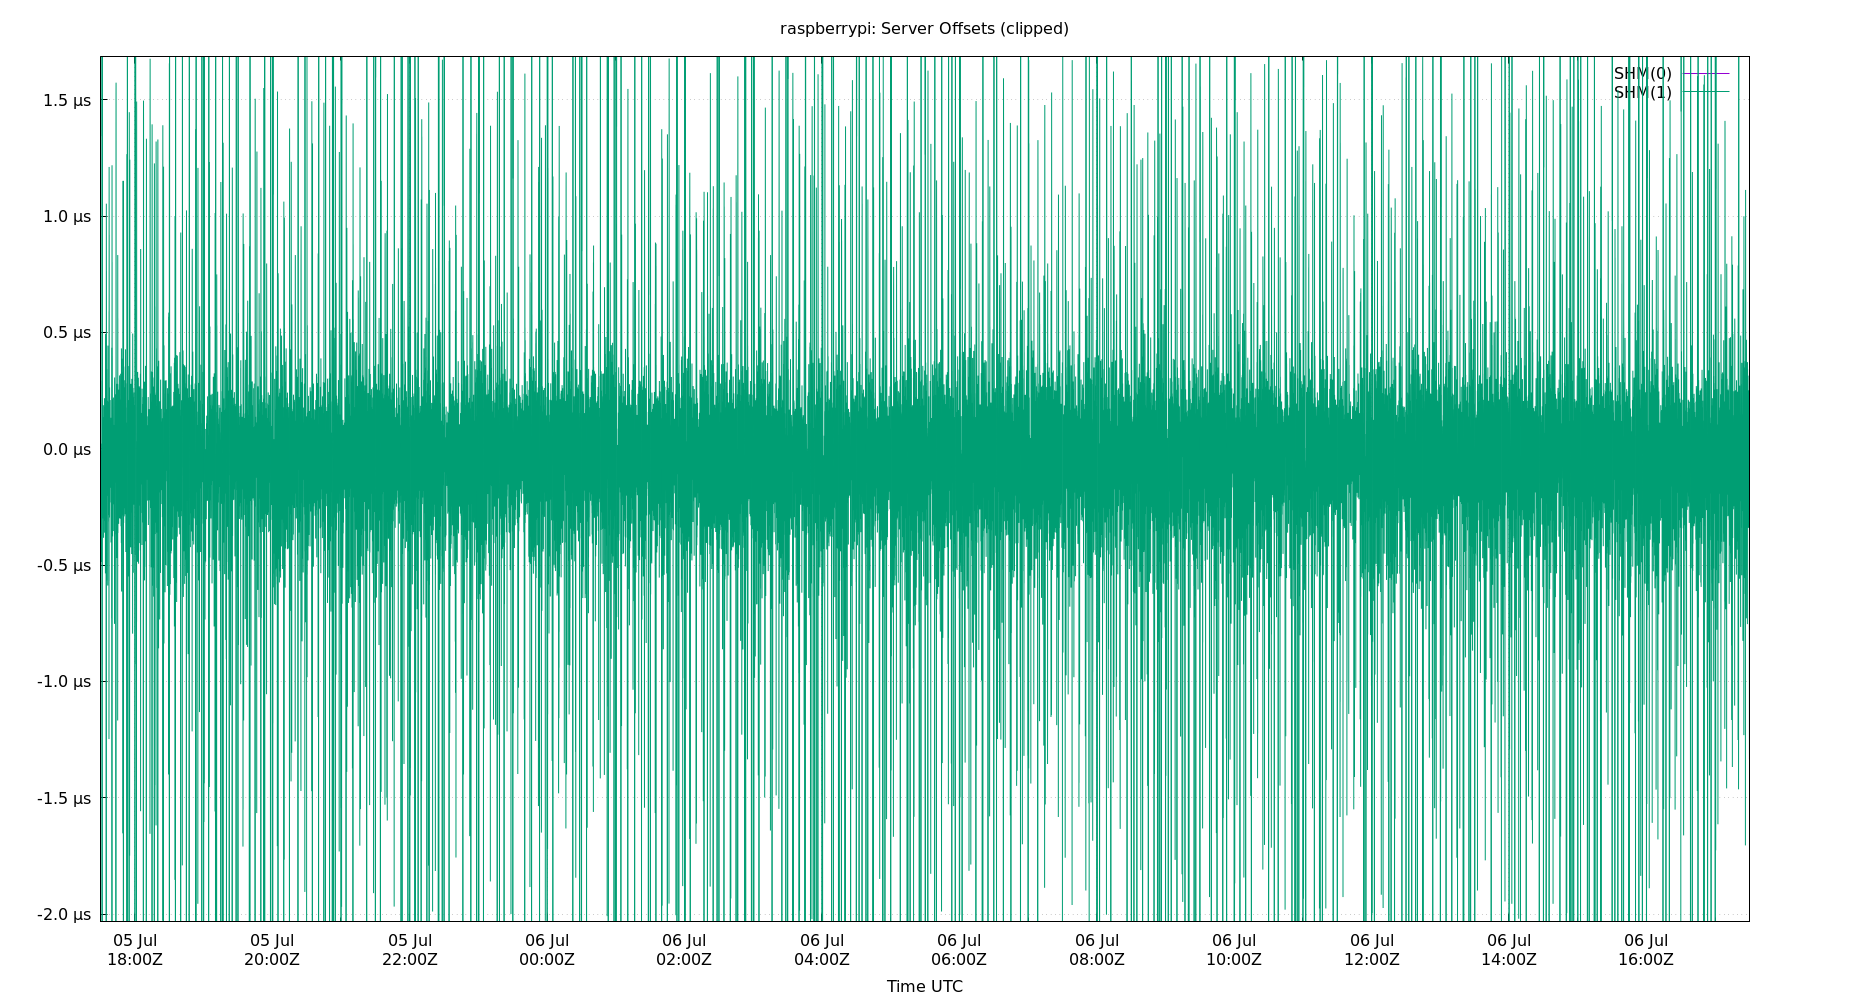 raspberrypi: Server Offsets (clipped)
SHM(0)
SHM(1)
1.5 µs
1.0 µs
0.5 µs
0.0 µs
-0.5 µs
-1.0 µs
-1.5 µs
-2.0 µs
05 Jul 05 Jul 05 Jul 06 Jul 06 Jul 06 Jul 06 Jul 06 Jul 06 Jul 06 Jul 06 Jul 06 Jul
18:00Z 20:00Z 22:00Z 00:00Z 02:00Z 04:00Z 06:00Z 08:00Z 10:00Z 12:00Z 14:00Z 16:00Z
Time UTC